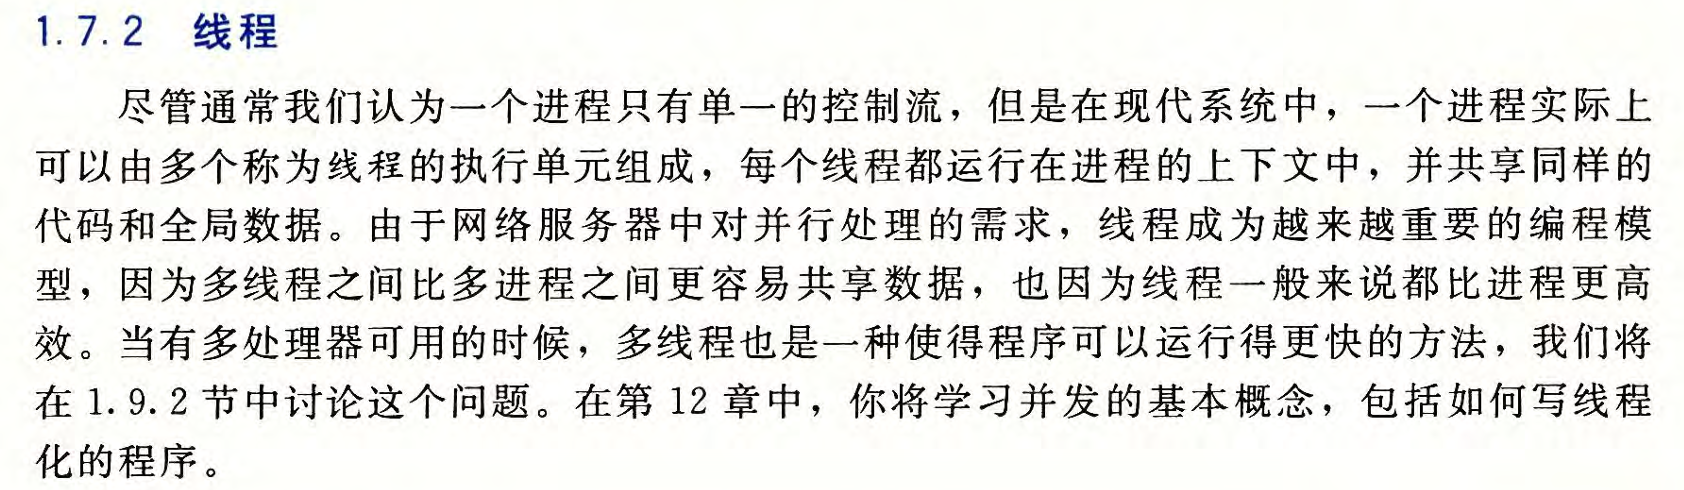 1.7.2 线程
尽管通常我们认为一个进程只有单一的控制流，但是在现代系统中，一个进程实际上
可以由多个称为线程的执行单元组成，每个线程都运行在进程的上下文中，并共享同样的
代码和全局数据。由于网络服务器中对并行处理的需求，线程成为越来越重要的编程模
型，因为多线程之间比多进程之间更容易共享数据，也因为线程一般来说都比进程更高
效。当有多处理器可用的时候，多线程也是一种使得程序可以运行得更快的方法，我们将
在 1.9.2 节中讨论这个问题。在第 12 章中，你将学习并发的基本概念，包括如何写线程
化的程序。